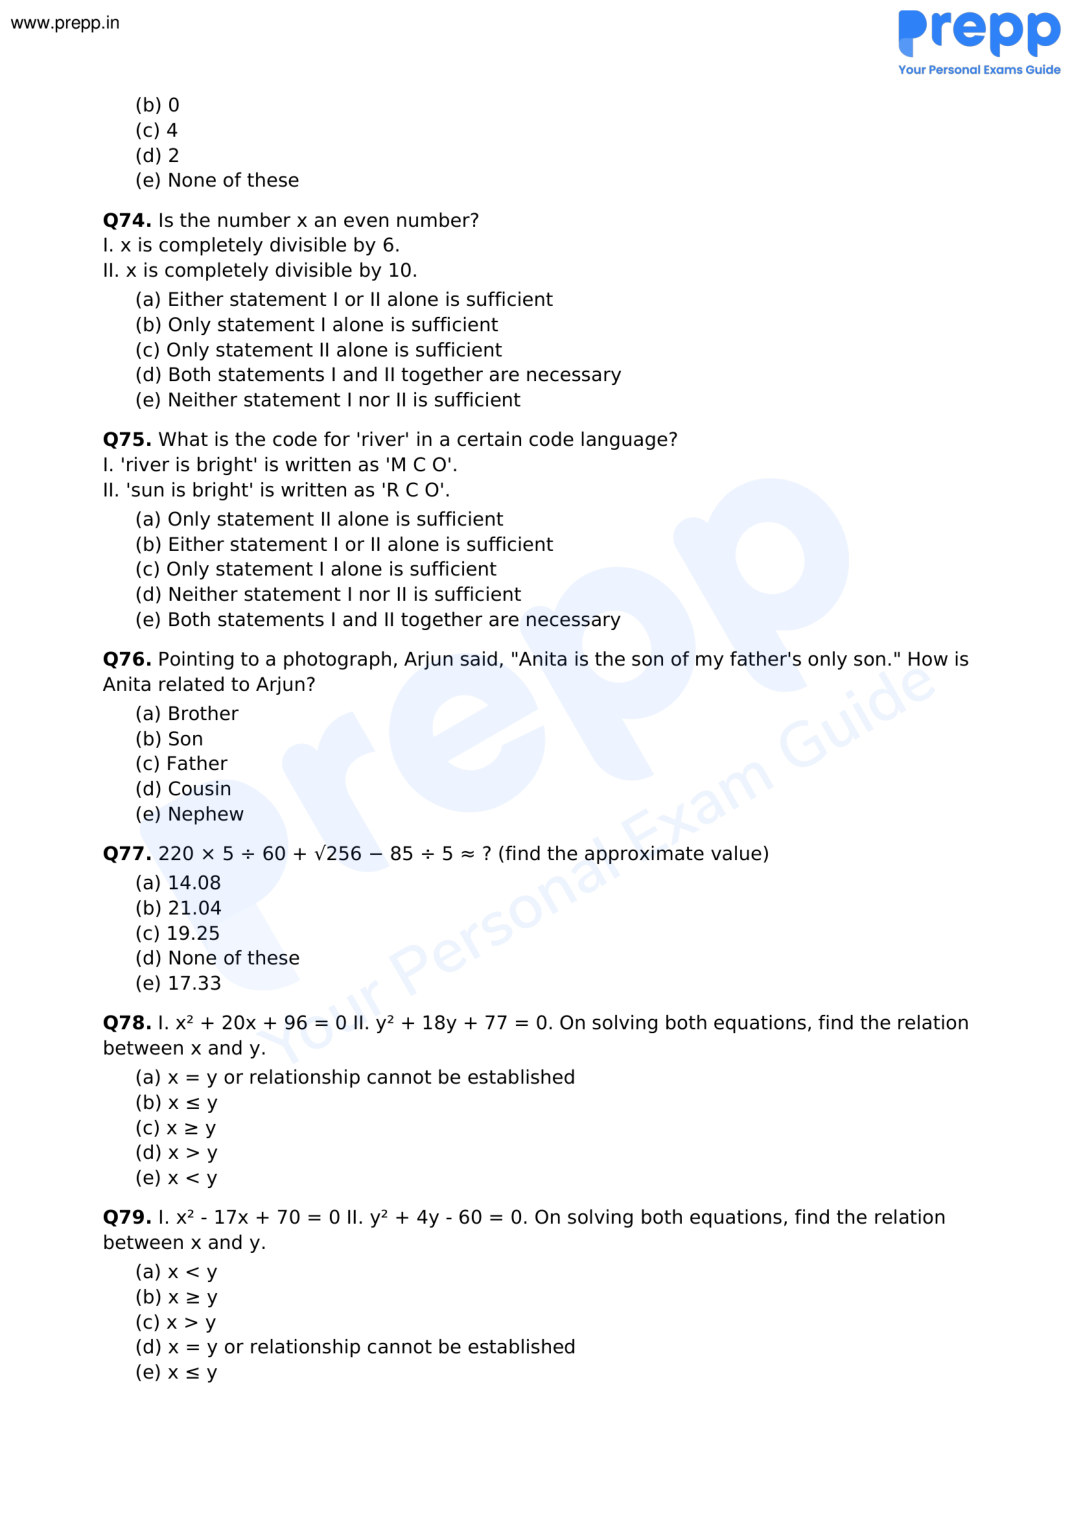 www.prepp.in
prepp
Your Personal Exams Guide
(b) 0
(c) 4
(d) 2
(e) None of these
Q74. Is the number x an even number?
I. x is completely divisible by 6.
II. x is completely divisible by 10.
(a) Either statement I or II alone is sufficient
(b) Only statement I alone is sufficient
(c) Only statement II alone is sufficient
(d) Both statements I and II together are necessary
(e) Neither statement I nor II is sufficient
Q75. What is the code for 'river' in a certain code language?
I. 'river is bright' is written as 'M C O'.
II. 'sun is bright' is written as 'R C O'.
(a) Only statement II alone is sufficient
(b) Either statement I or II alone is sufficient
(c) Only statement I alone is sufficient
(d) Neither statement I nor II is sufficient
(e) Both statements I and II together are necessary
Q76. Pointing to a photograph, Arjun said, "Anita is the son of my father's only son." How is
Anita related to Arjun?
(a) Brother
(b) Son
(c) Father
(d) Cousin
(e) Nephew
Q77. 220 × 5 ÷ 60 + √256 − 85 ÷ 5 ≈ ? (find the approximate value)
(a) 14.08
(b) 21.04
(c) 19.25
(d) None of these
(e) 17.33
Q78. I. x² + 20x + 96 = 0 II. y² + 18y + 77 = 0. On solving both equations, find the relation
between x and y.
(a) x = y or relationship cannot be established
(b) x ≤ y
(c) x ≥ y
(d) x > y
(e) x < y
Q79. I. x² - 17x + 70 = 0 II. y² + 4y - 60 = 0. On solving both equations, find the relation
between x and y.
(a) x < y
(b) x ≥ y
(c) x > y
(d) x = y or relationship cannot be established
(e) x ≤ y
prepp
Your Personal Exam Guide